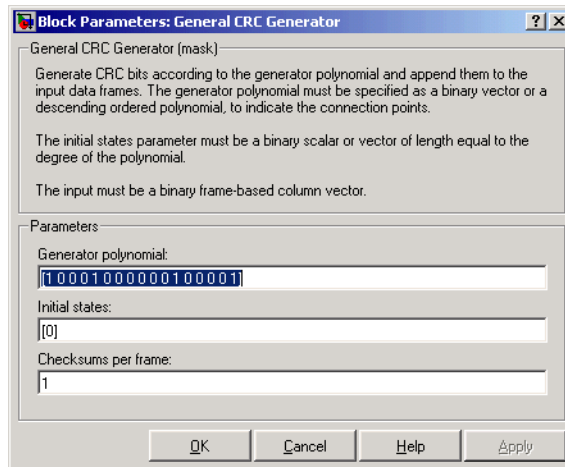 Block Parameters: General CRC Generator
General CRC Generator (mask)
Generate CRC bits according to the generator polynomial and append them to the
input data frames. The generator polynomial must be specified as a binary vector or a
descending ordered polynomial, to indicate the connection points.
The initial states parameter must be a binary scalar or vector of length equal to the
degree of the polynomial.
The input must be a binary frame-based column vector.
Parameters
Generator polynomial:
[1 0 0 0 1 0 0 0 0 0 0 1 0 0 0 0 1]
Initial states:
[0]
Checksums per frame:
1
OK Cancel Help Apply